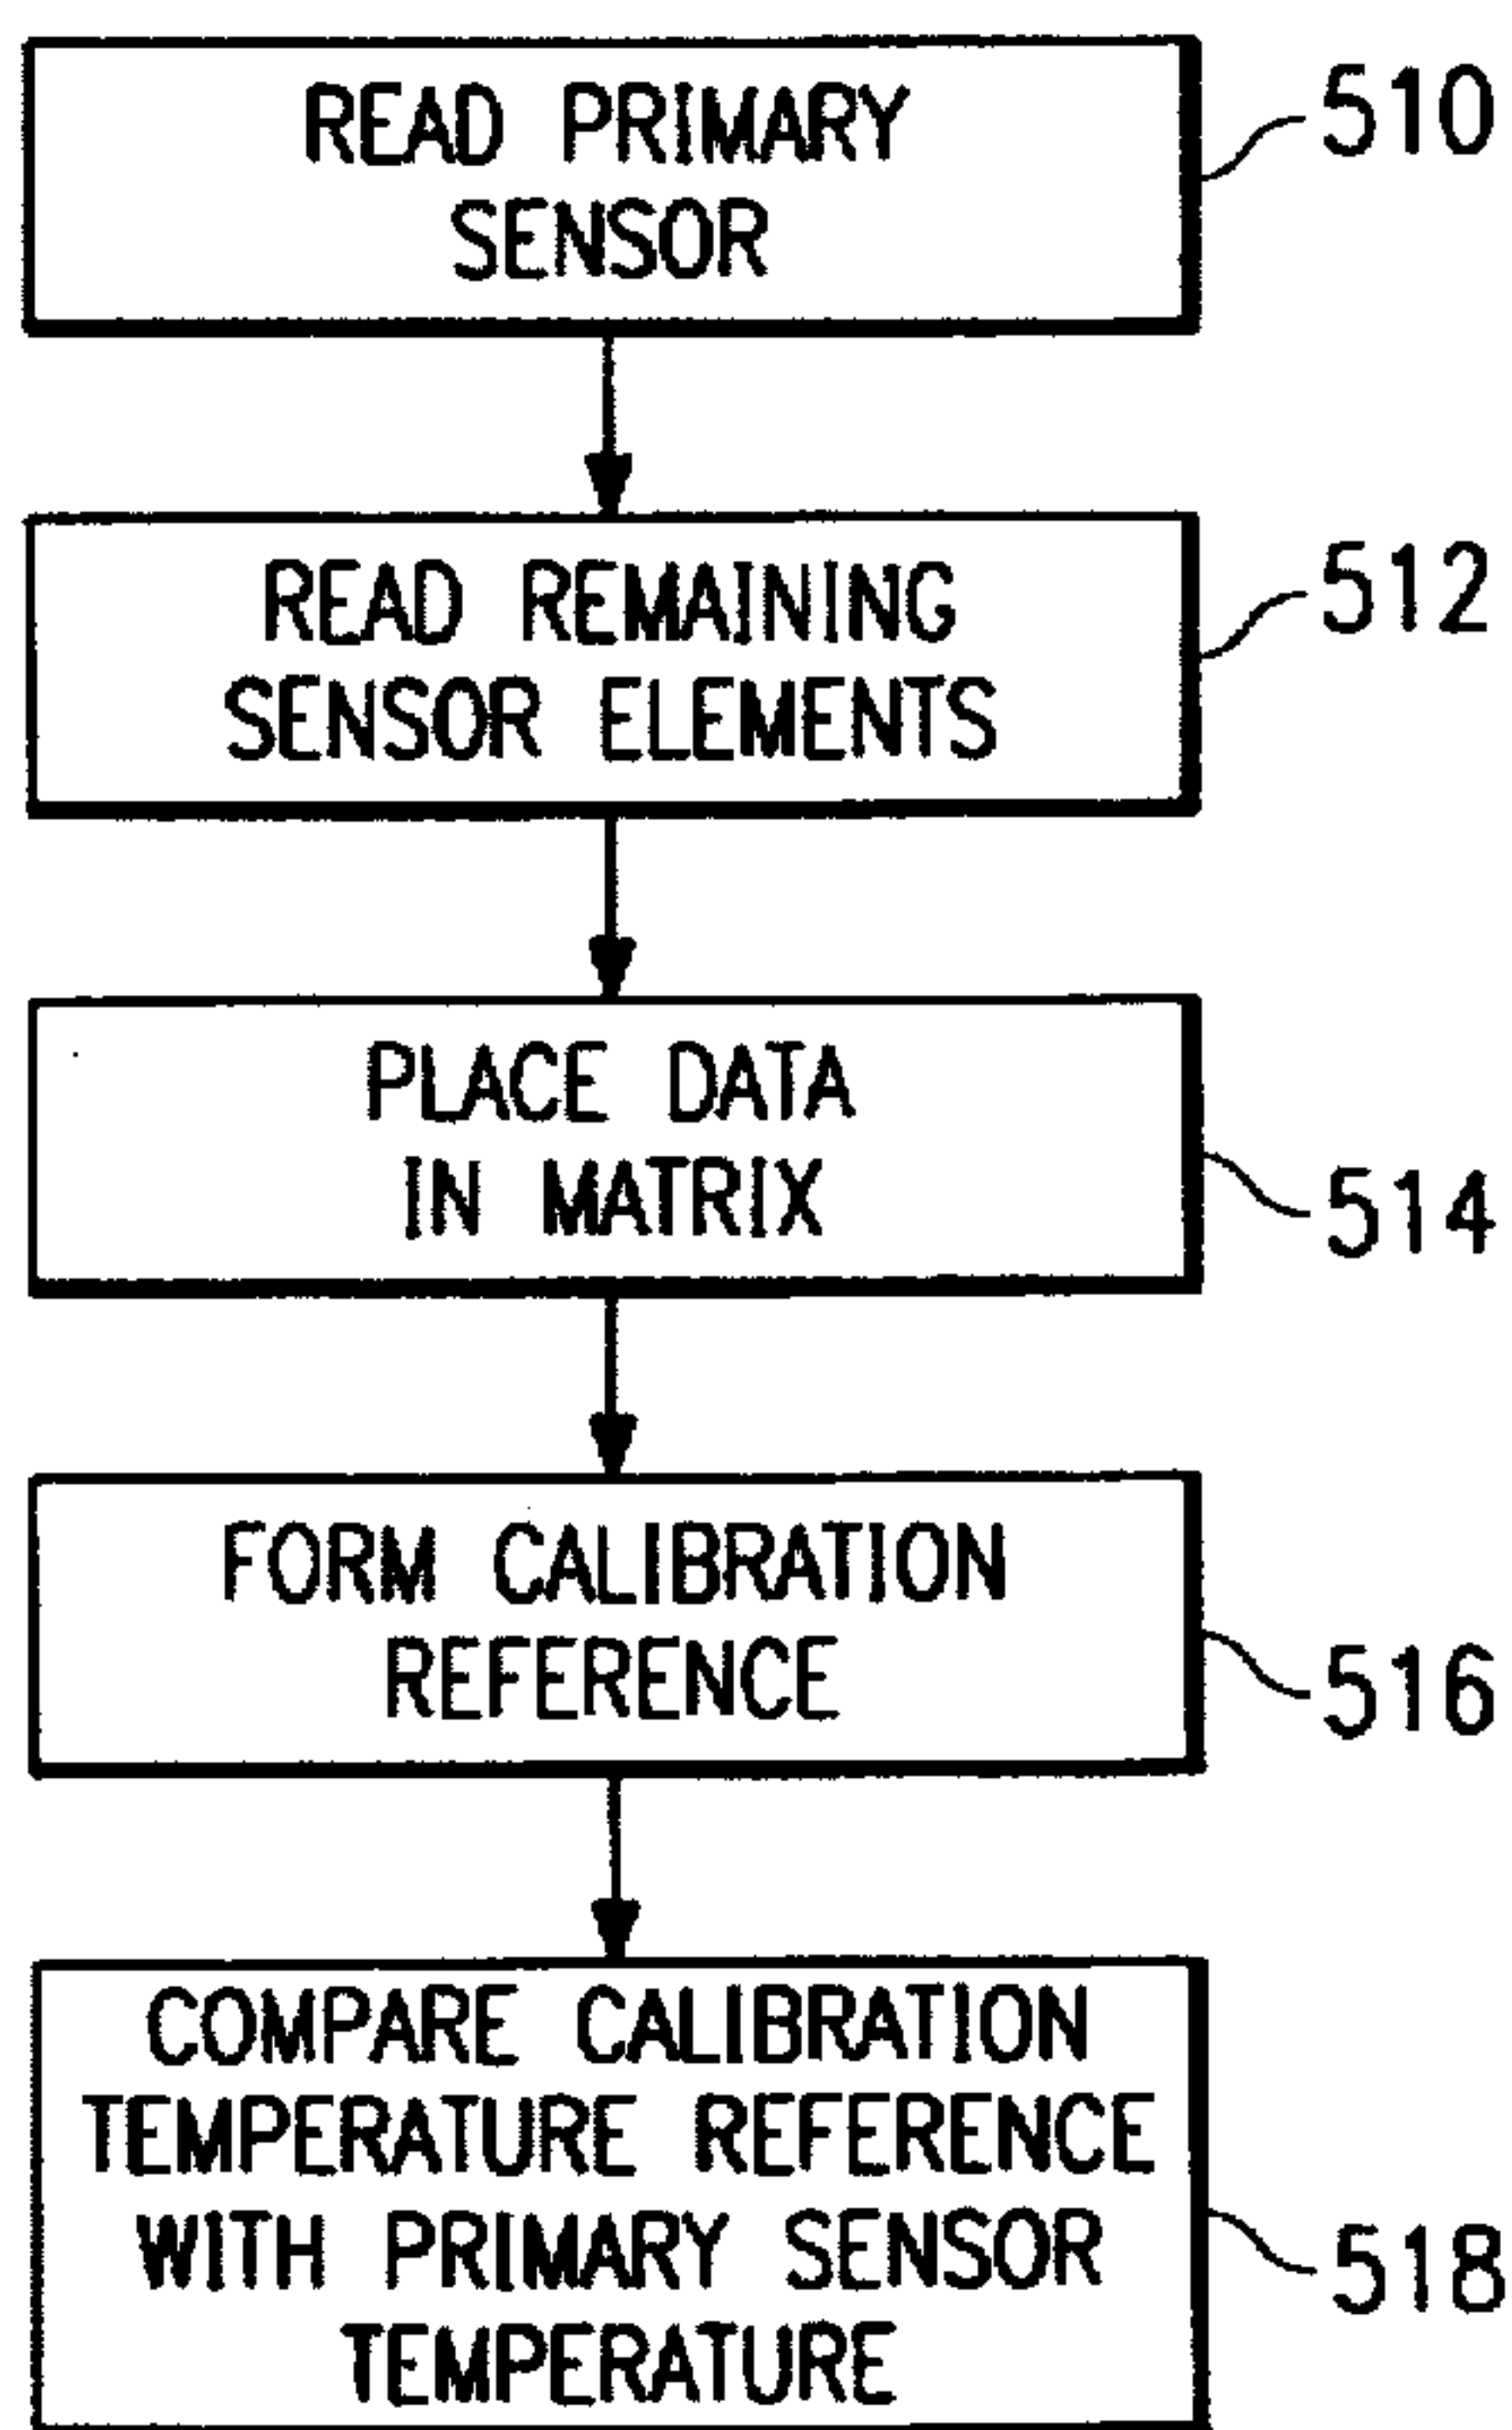 READ PRIMARY
SENSOR
510
READ REMAINING
SENSOR ELEMENTS
512
PLACE DATA
IN MATRIX
514
FORM CALIBRATION
REFERENCE
516
COMPARE CALIBRATION
TEMPERATURE REFERENCE
WITH PRIMARY SENSOR
TEMPERATURE
518